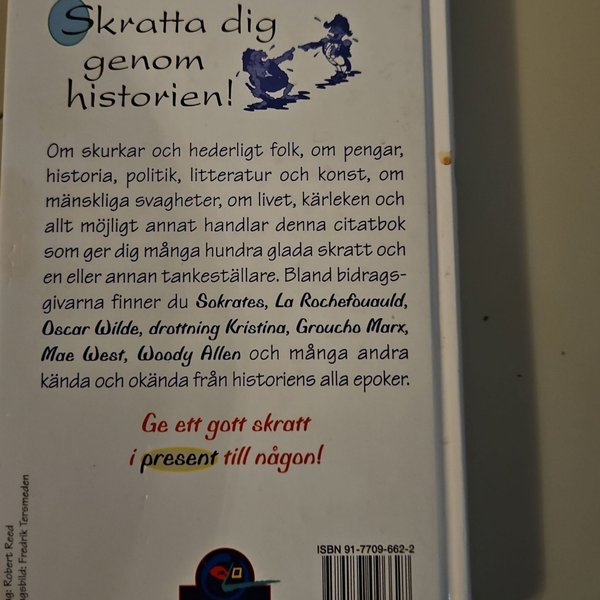 Skratta dig
genom
historien!
Om skurkar och hederligt folk, om pengar,
historia, politik, litteratur och konst, om
mänskliga svagheter, om livet, kärleken och
allt möjligt annat handlar denna citatbok
som ger dig många hundra glada skratt och
en eller annan tankeställare. Bland bidrags-
givarna finner du Sokrates, La Rochefouauld,
Oscar Wilde, drottning Kristina, Groucho Marx,
Mae West, Woody Allen och många andra
kända och okända från historiens alla epoker.
Ge ett gott skratt
i present till någon!
ISBN 91-7709-662-2
Robert Reed
Fredrik Tersmeden